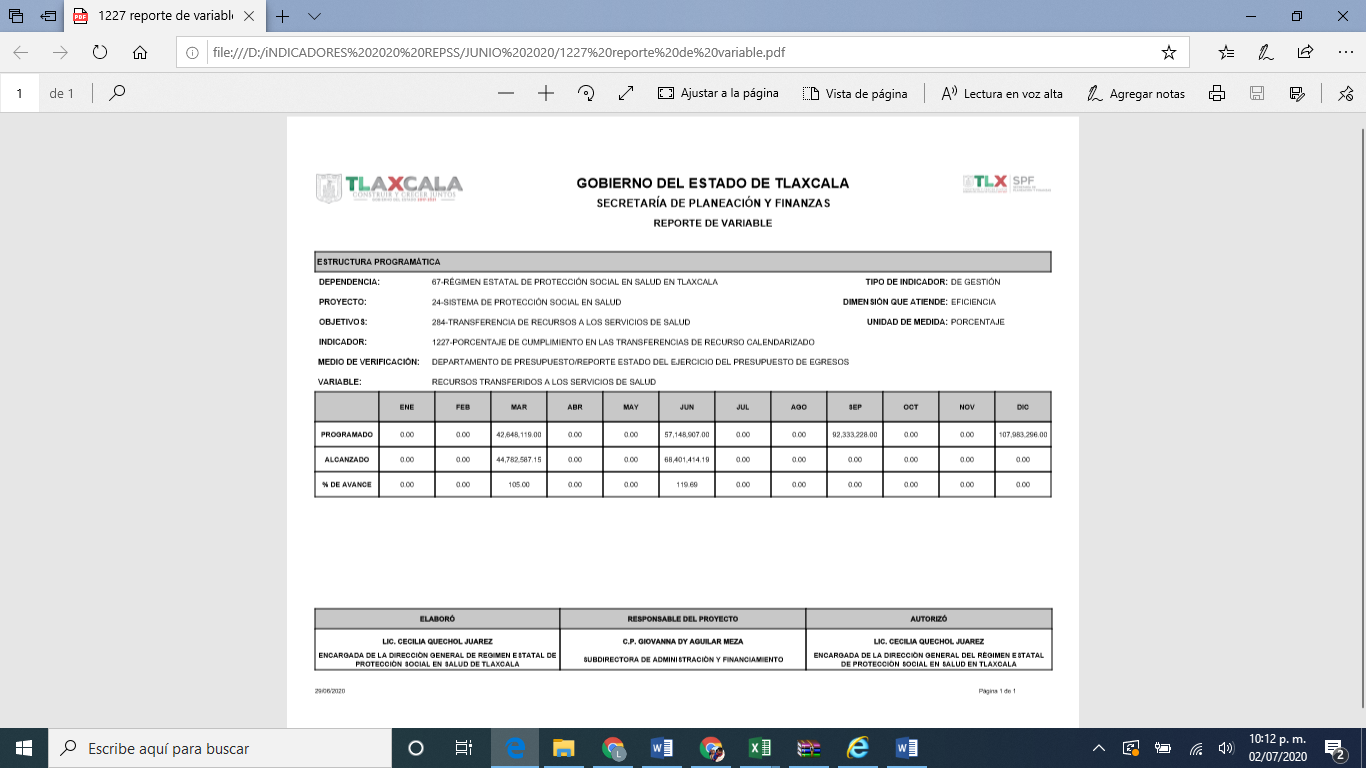 1227 reporte de variabl
file:///D:/iNDICADORES%202020%20REPSS/JUNIO%202020/1227%20reporte%20de%20variable.pdf
1 de 1 Ajustar a la página Vista de página Lectura en voz alta Agregar notas
TLAXCALA
CONSTRUIR Y CRECER JUNTOS
GOBIERNO DEL ESTADO DE TLAXCALA
SECRETARÍA DE PLANEACIÓN Y FINANZAS
REPORTE DE VARIABLE
TLX SPF
ESTRUCTURA PROGRAMÁTICA
DEPENDENCIA: 67-RÉGIMEN ESTATAL DE PROTECCIÓN SOCIAL EN SALUD EN TLAXCALA TIPO DE INDICADOR: DE GESTIÓN
PROYECTO: 24-SISTEMA DE PROTECCIÓN SOCIAL EN SALUD DIMENSIÓN QUE ATIENDE: EFICIENCIA
OBJETIVOS: 284-TRANSFERENCIA DE RECURSOS A LOS SERVICIOS DE SALUD UNIDAD DE MEDIDA: PORCENTAJE
INDICADOR: 1227-PORCENTAJE DE CUMPLIMIENTO EN LAS TRANSFERENCIAS DE RECURSO CALENDARIZADO
MEDIO DE VERIFICACIÓN: DEPARTAMENTO DE PRESUPUESTO/REPORTE ESTADO DEL EJERCICIO DEL PRESUPUESTO DE EGRESOS
VARIABLE: RECURSOS TRANSFERIDOS A LOS SERVICIOS DE SALUD
ENE FEB MAR ABR MAY JUN JUL AGO SEP OCT NOV DIC
PROGRAMADO 0.00 0.00 42,648,119.00 0.00 0.00 57,148,907.00 0.00 0.00 92,333,228.00 0.00 0.00 107,983,296.00
ALCANZADO 0.00 0.00 44,782,587.15 0.00 0.00 68,401,414.19 0.00 0.00 0.00 0.00 0.00 0.00
% DE AVANCE 0.00 0.00 105.00 0.00 0.00 119.69 0.00 0.00 0.00 0.00 0.00 0.00
ELABORÓ RESPONSABLE DEL PROYECTO AUTORIZÓ
LIC. CECILIA QUECHOL JUAREZ C.P. GIOVANNA DY AGUILAR MEZA LIC. CECILIA QUECHOL JUAREZ
ENCARGADA DE LA DIRECCIÓN GENERAL DE REGIMEN ESTATAL DE PROTECCIÓN SOCIAL EN SALUD DE TLAXCALA SUBDIRECTORA DE ADMINISTRACIÓN Y FINANCIAMIENTO ENCARGADA DE LA DIRECCIÓN GENERAL DEL RÉGIMEN ESTATAL DE PROTECCIÓN SOCIAL EN SALUD EN TLAXCALA
29/06/2020 Página 1 de 1
Escribe aquí para buscar
10:12 p. m.
02/07/2020
2